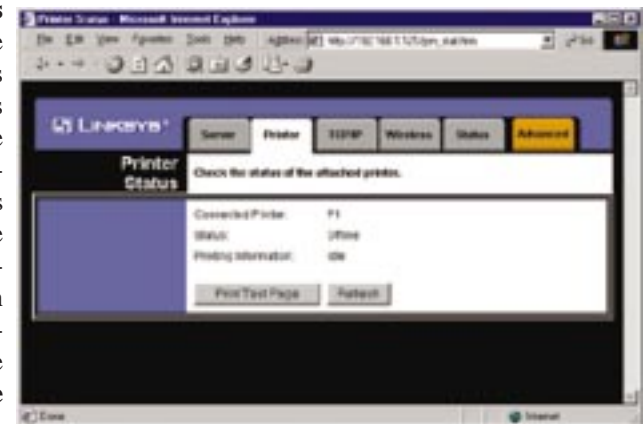 Printer Status - Microsoft Internet Explorer
File Edit View Favorites Tools Help Address
Linksys
Server Printer TCP/IP Wireless Status Advanced
Printer
Status
Check the status of the attached printer.
Connected Printer: P1
Status: Offline
Printing Information: Idle
Print Test Page Refresh
Done Internet